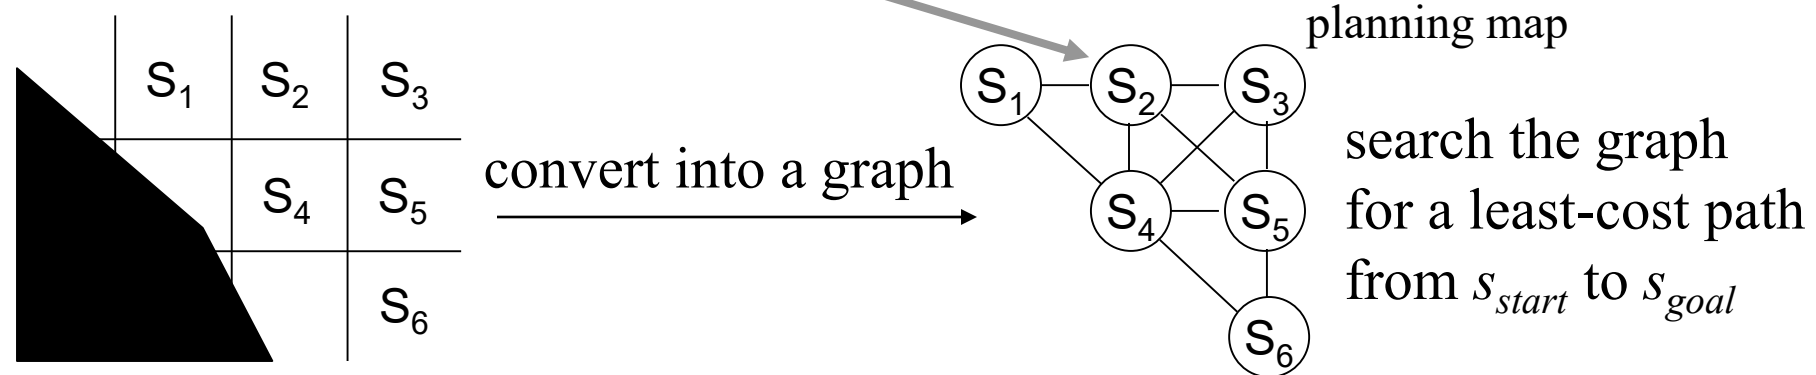 planning map
S1 S2 S3
S4 S5
S6
convert into a graph
S1 S2 S3
S4 S5
S6
search the graph
for a least-cost path
from sstart to sgoal